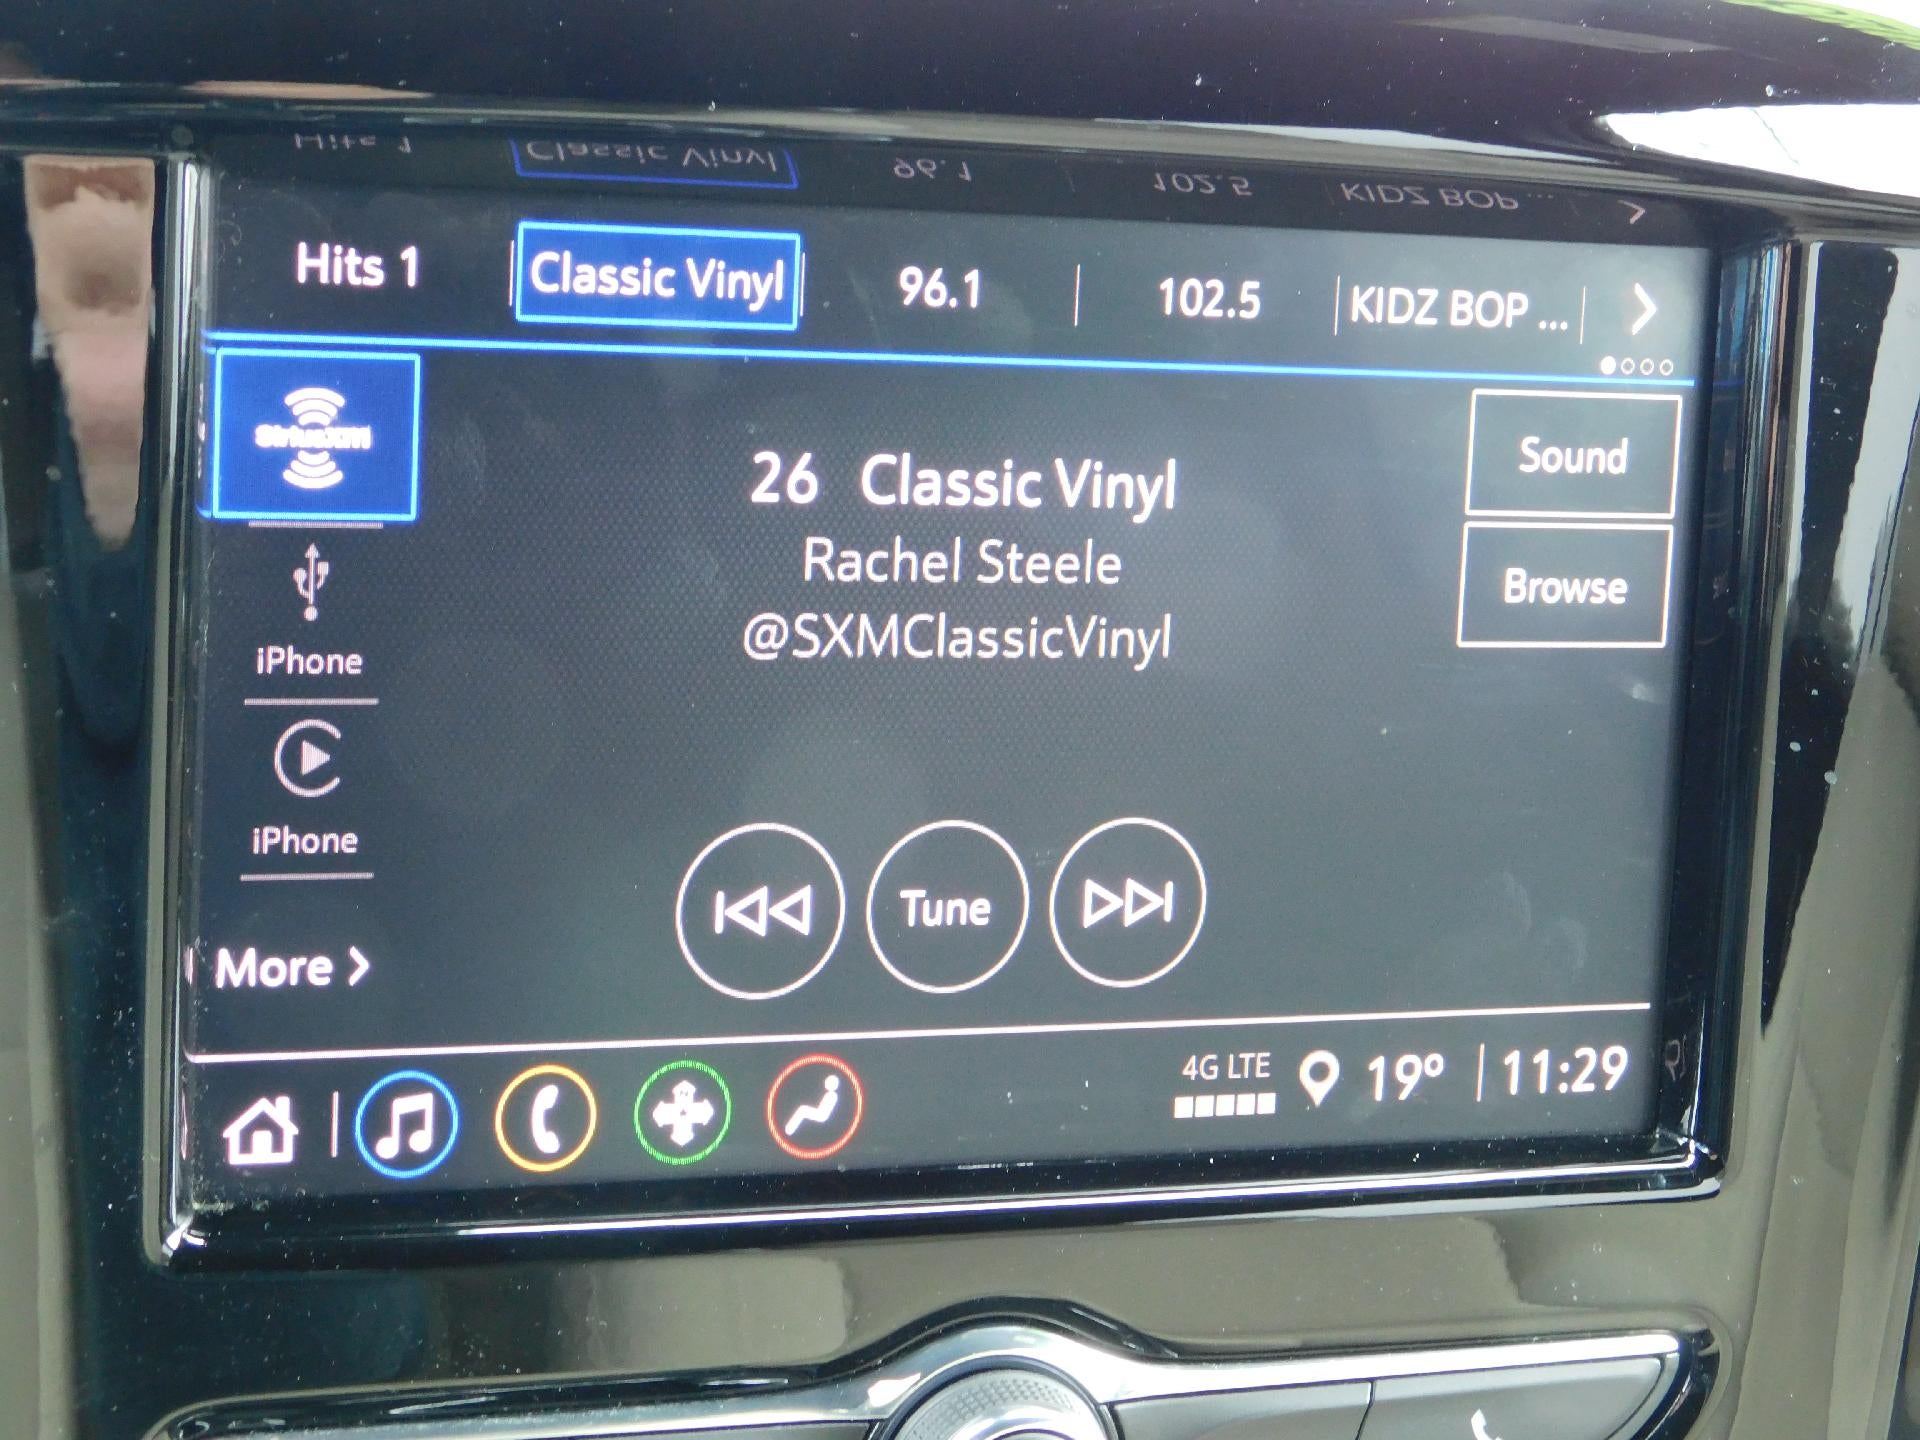 Hits 1
Classic Vinyl
96.1
102.5
KIDZ BOP ...
SiriusXM
26 Classic Vinyl
Rachel Steele
@SXMClassicVinyl
Sound
Browse
iPhone
iPhone
More
Tune
4G LTE
19°
11:29